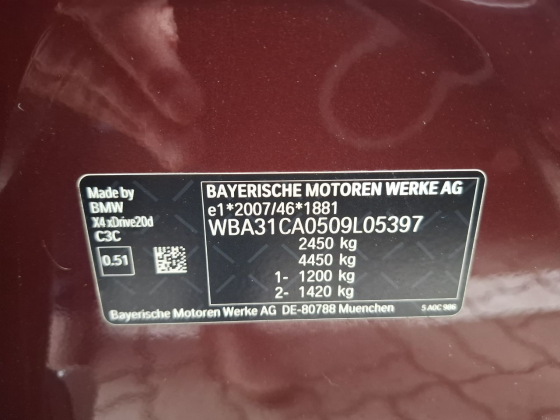 Made by
BMW
X4 xDrive20d
C3C
0.51
BAYERISCHE MOTOREN WERKE AG
e1*2007/46*1881
WBA31CA0509L05397
2450 kg
4450 kg
1- 1200 kg
2- 1420 kg
Bayerische Motoren Werke AG DE-80788 Muenchen
5 A0C 986